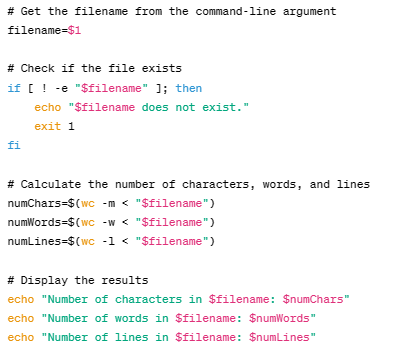 # Get the filename from the command-line argument
filename=$1

# Check if the file exists
if [ ! -e "$filename" ]; then
    echo "$filename does not exist."
    exit 1
fi

# Calculate the number of characters, words, and lines
numChars=$(wc -m < "$filename")
numWords=$(wc -w < "$filename")
numLines=$(wc -l < "$filename")

# Display the results
echo "Number of characters in $filename: $numChars"
echo "Number of words in $filename: $numWords"
echo "Number of lines in $filename: $numLines"